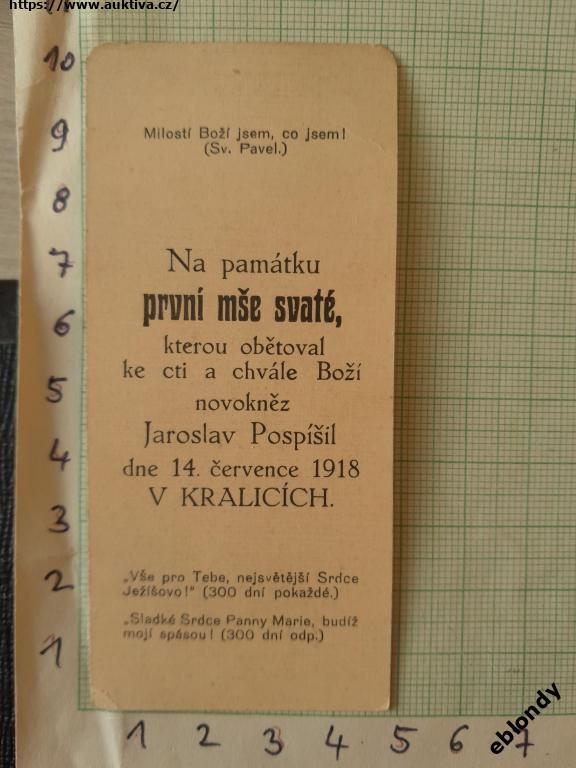 https://www.auktiva.cz/
10
9
8
7
6
5
4
3
2
1
Milostí Boží jsem, co jsem!
(Sv. Pavel.)
Na památku
první mše svaté,
kterou obětoval
ke cti a chvále Boží
novokněz
Jaroslav Pospíšil
dne 14. července 1918
V KRALICÍCH.
„Vše pro Tebe, nejsvětější Srdce
Ježíšovo!" (300 dní pokaždé.)
„Sladké Srdce Panny Marie, budiž
mojí spásou! (300 dní odp.)
1 2 3 4 5 6 7
eblondy